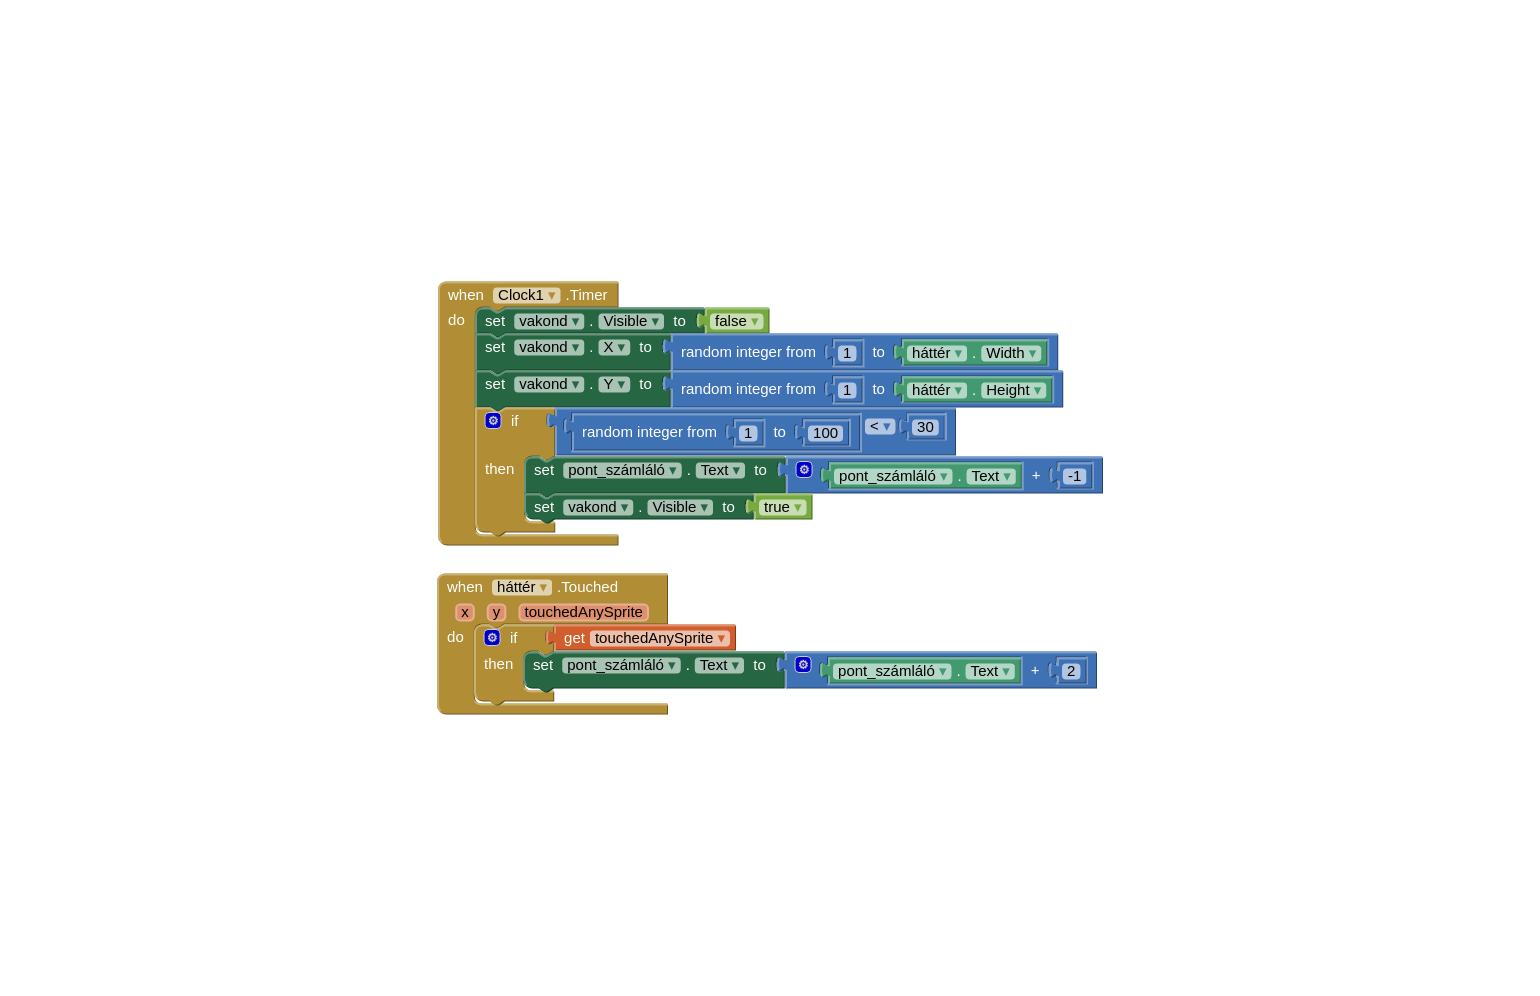 when Clock1 .Timer
do set vakond . Visible to false
set vakond . X to random integer from 1 to háttér . Width
set vakond . Y to random integer from 1 to háttér . Height
if random integer from 1 to 100 < 30
then set pont_számláló . Text to pont_számláló . Text + -1
set vakond . Visible to true
when háttér .Touched
x y touchedAnySprite
do if get touchedAnySprite
then set pont_számláló . Text to pont_számláló . Text + 2